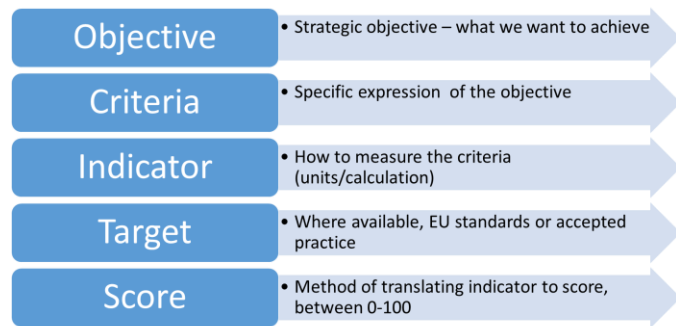 Objective
• Strategic objective – what we want to achieve
Criteria
• Specific expression of the objective
Indicator
• How to measure the criteria
(units/calculation)
Target
• Where available, EU standards or accepted
practice
Score
• Method of translating indicator to score,
between 0-100